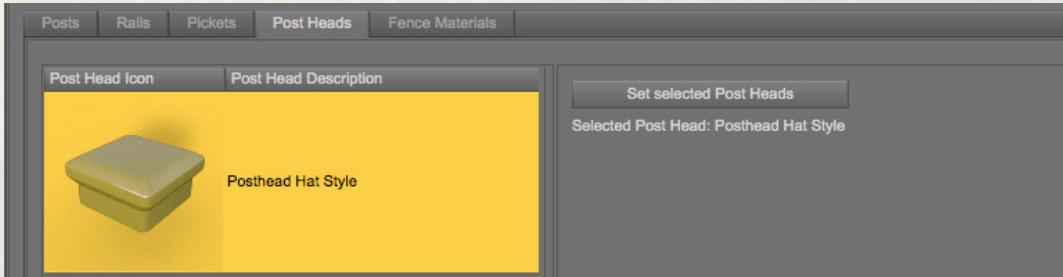 Posts Rails Pickets Post Heads Fence Materials
Post Head Icon Post Head Description
Posthead Hat Style
Set selected Post Heads
Selected Post Head: Posthead Hat Style